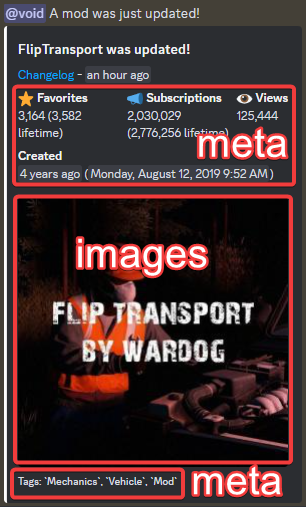 @void A mod was just updated!
FlipTransport was updated!
Changelog - an hour ago
Favorites Subscriptions Views
3,164 (3,582 2,030,029 125,444
lifetime) (2,776,256 lifetime)
meta
Created
4 years ago ( Monday, August 12, 2019 9:52 AM )
images
FLIP TRANSPORT
BY WARDOG
Tags: `Mechanics`, `Vehicle`, `Mod`
meta